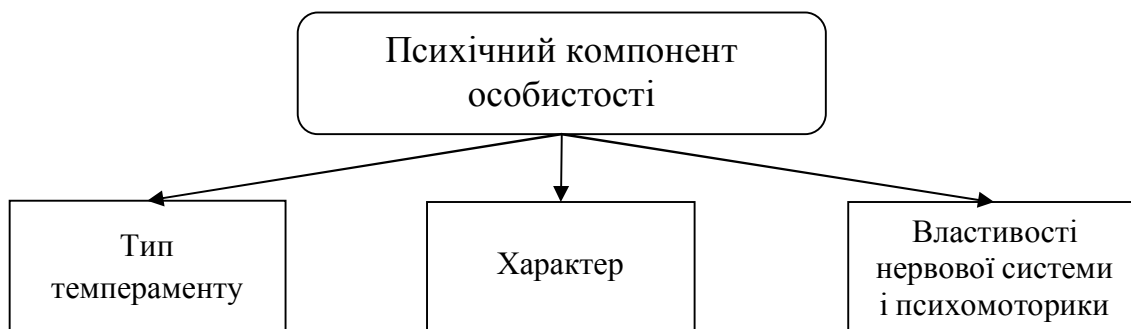 Психічний компонент
особистості
Тип
темпераменту
Характер
Властивості
нервової системи
і психомоторики